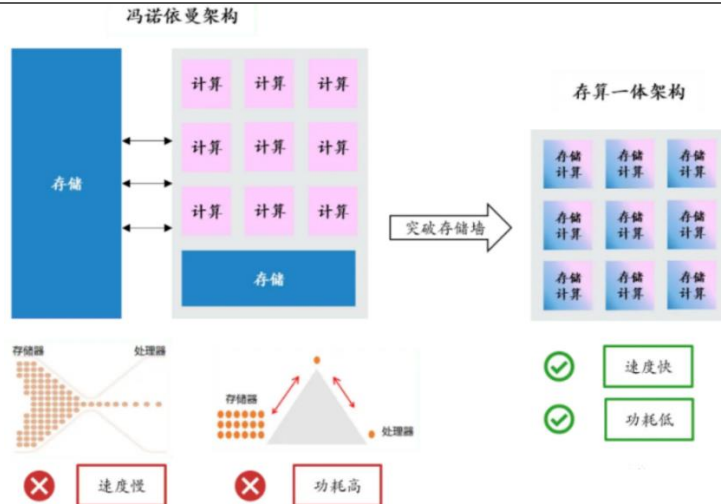 冯诺依曼架构
存储
计算 计算 计算
计算 计算 计算
计算 计算 计算
存储
突破存储墙
存算一体架构
存储 存储 存储
计算 计算 计算
存储 存储 存储
计算 计算 计算
存储 存储 存储
计算 计算 计算
存储器 处理器
速度慢
存储器
处理器
功耗高
速度快
功耗低